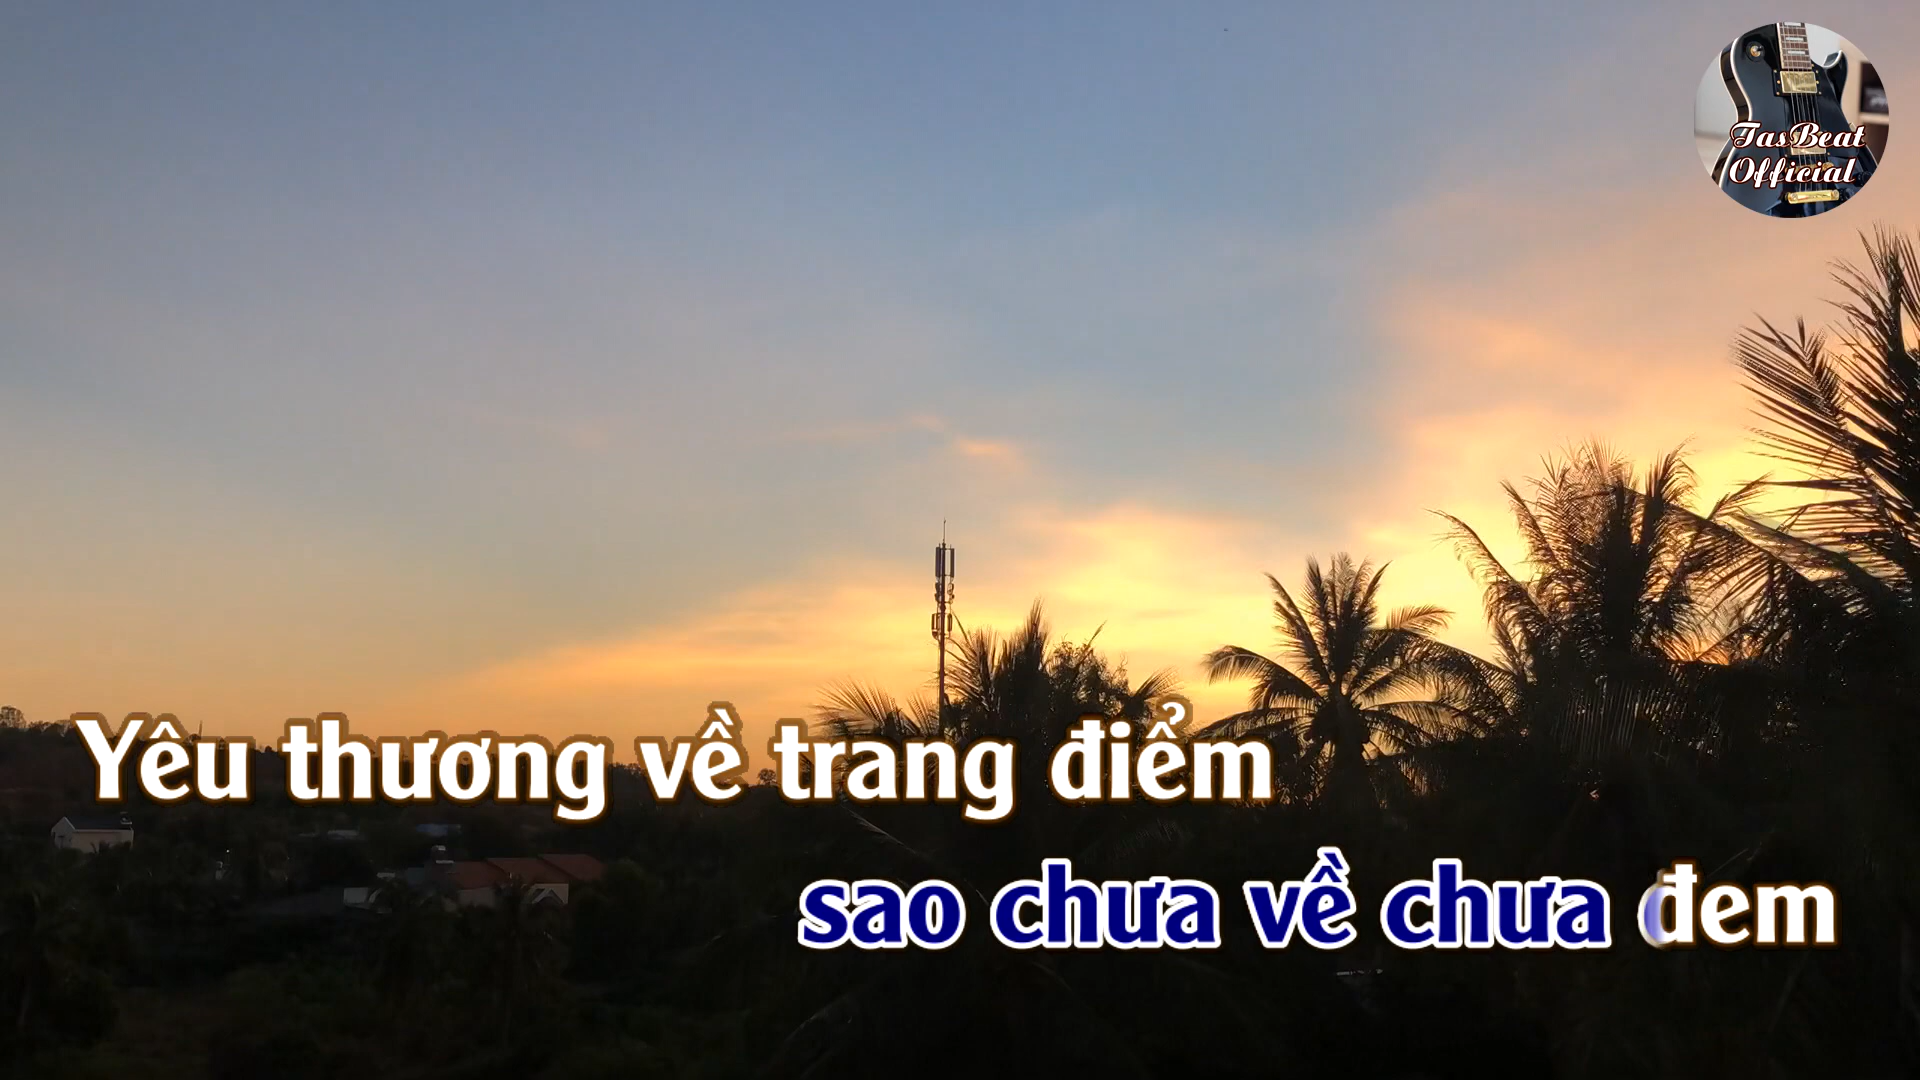 TasBeat
Official
Yêu thương về trang điểm
sao chưa về chưa đem